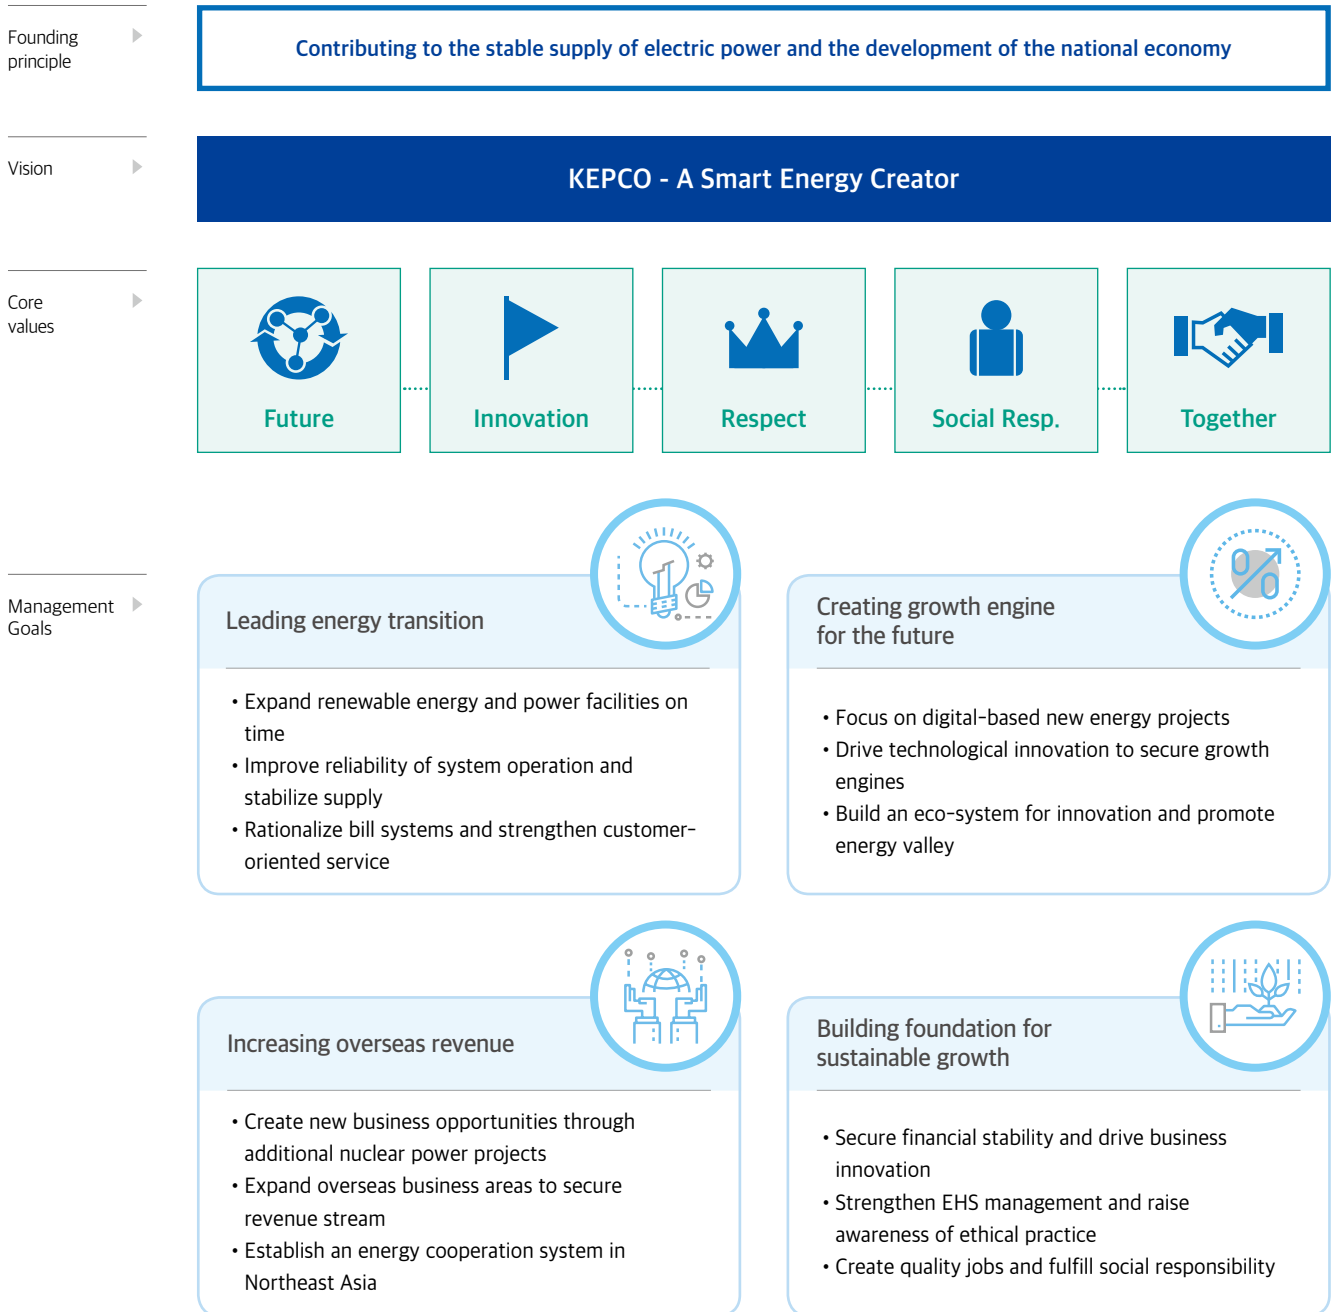 Founding
principle
Contributing to the stable supply of electric power and the development of the national economy
Vision
KEPCO - A Smart Energy Creator
Core
values
Future
Innovation
Respect
Social Resp.
Together
Management
Goals
Leading energy transition
• Expand renewable energy and power facilities on
time
• Improve reliability of system operation and
stabilize supply
• Rationalize bill systems and strengthen customer-
oriented service
Creating growth engine
for the future
• Focus on digital-based new energy projects
• Drive technological innovation to secure growth
engines
• Build an eco-system for innovation and promote
energy valley
Increasing overseas revenue
• Create new business opportunities through
additional nuclear power projects
• Expand overseas business areas to secure
revenue stream
• Establish an energy cooperation system in
Northeast Asia
Building foundation for
sustainable growth
• Secure financial stability and drive business
innovation
• Strengthen EHS management and raise
awareness of ethical practice
• Create quality jobs and fulfill social responsibility